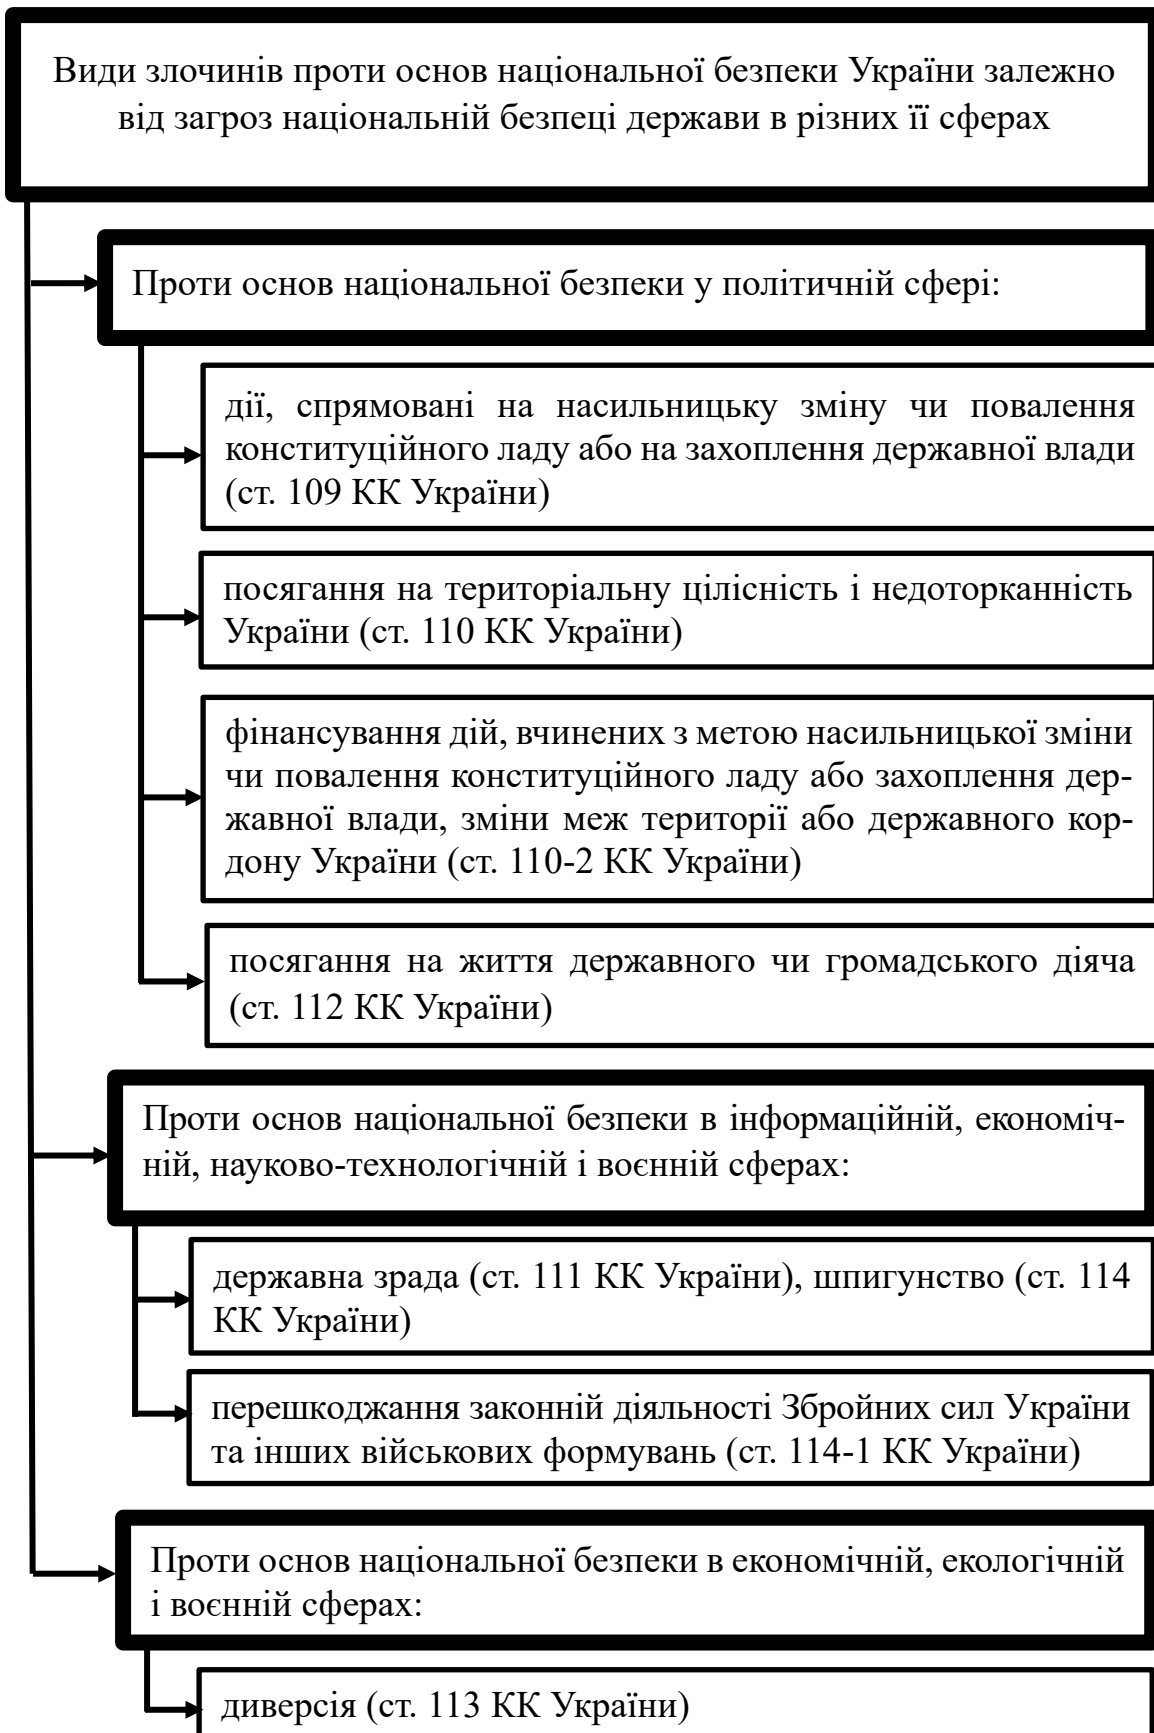 Види злочинів проти основ національної безпеки України залежно
від загроз національній безпеці держави в різних її сферах
Проти основ національної безпеки у політичній сфері:
дії, спрямовані на насильницьку зміну чи повалення
конституційного ладу або на захоплення державної влади
(ст. 109 КК України)
посягання на територіальну цілісність і недоторканність
України (ст. 110 КК України)
фінансування дій, вчинених з метою насильницької зміни
чи повалення конституційного ладу або захоплення дер-
жавної влади, зміни меж території або державного кор-
дону України (ст. 110-2 КК України)
посягання на життя державного чи громадського діяча
(ст. 112 КК України)
Проти основ національної безпеки в інформаційній, економіч-
ній, науково-технологічній і воєнній сферах:
державна зрада (ст. 111 КК України), шпигунство (ст. 114
КК України)
перешкоджання законній діяльності Збройних сил України
та інших військових формувань (ст. 114-1 КК України)
Проти основ національної безпеки в економічній, екологічній
і воєнній сферах:
диверсія (ст. 113 КК України)